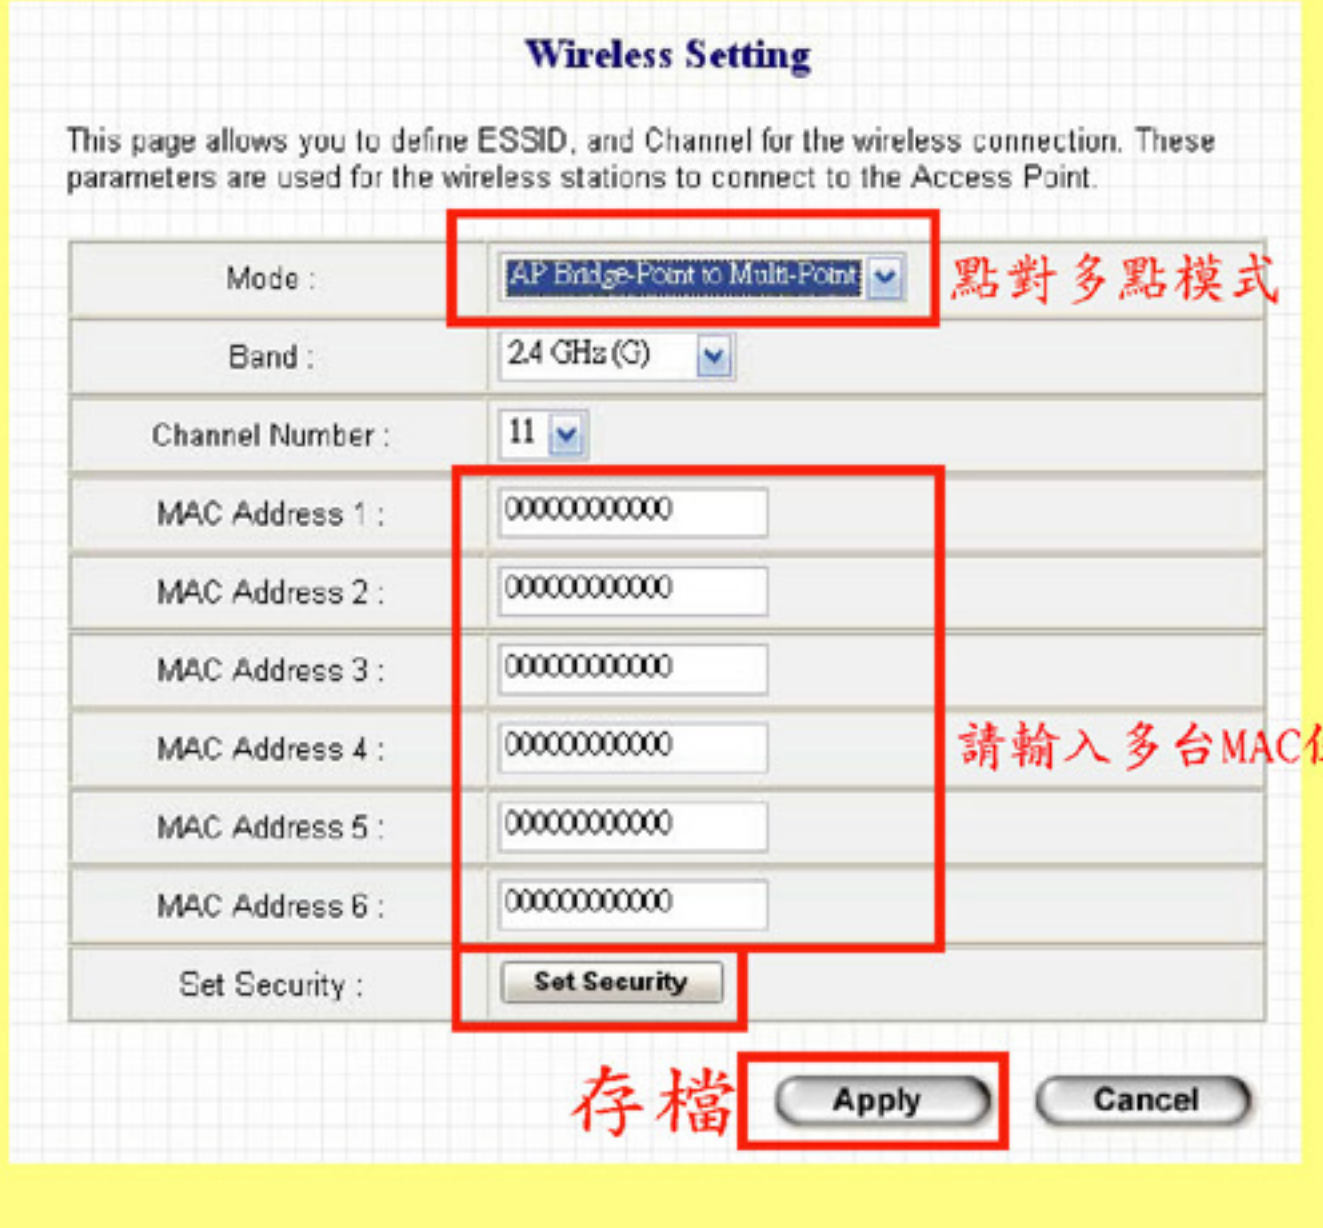 Wireless Setting
This page allows you to define ESSID, and Channel for the wireless connection. These
parameters are used for the wireless stations to connect to the Access Point.
Mode : AP Bridge-Point to Multi-Point 點對多點模式
Band : 2.4 GHz (G)
Channel Number : 11
MAC Address 1 : 000000000000
MAC Address 2 : 000000000000
MAC Address 3 : 000000000000
MAC Address 4 : 000000000000 請輸入多台MAC
MAC Address 5 : 000000000000
MAC Address 6 : 000000000000
Set Security : Set Security
存檔 Apply Cancel